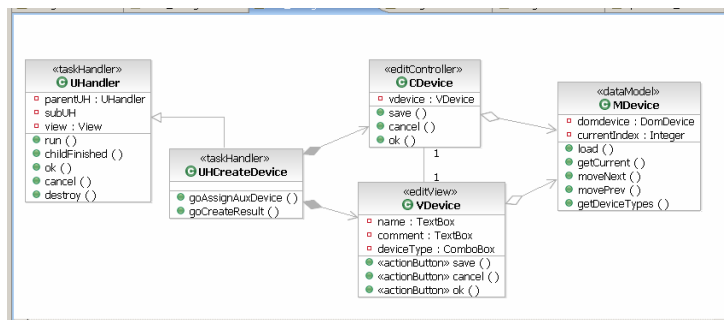 «taskHandler»
UHandler
parentUH : UHandler
subUH
view : View
run ( )
childFinished ( )
ok ( )
cancel ( )
destroy ( )
«taskHandler»
UHCreateDevice
goAssignAuxDevice ( )
goCreateResult ( )
«editController»
CDevice
vdevice : VDevice
save ( )
cancel ( )
ok ( )
1
1
«editView»
VDevice
name : TextBox
comment : TextBox
deviceType : ComboBox
«actionButton» save ( )
«actionButton» cancel ( )
«actionButton» ok ( )
«dataModel»
MDevice
domdevice : DomDevice
currentIndex : Integer
load ( )
getCurrent ( )
moveNext ( )
movePrev ( )
getDeviceTypes ( )